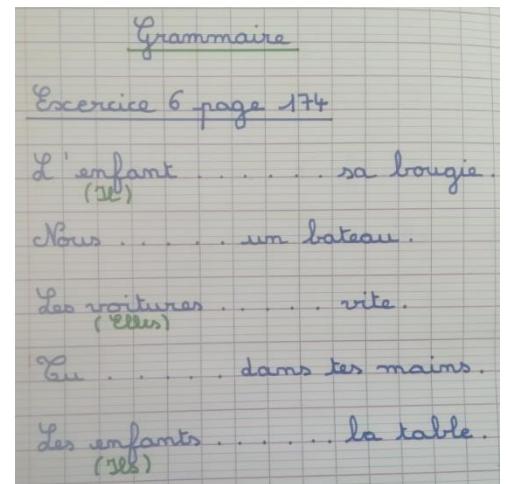 Grammaire
Excercice 6 page 174
L'enfant . . . . . . sa bougie.
(Il)
Nous . . . . . un bateau.
Les voitures . . . . . vite.
(Elles)
Tu . . . . . dans tes mains.
Les enfants . . . . . . la table.
(Ils)